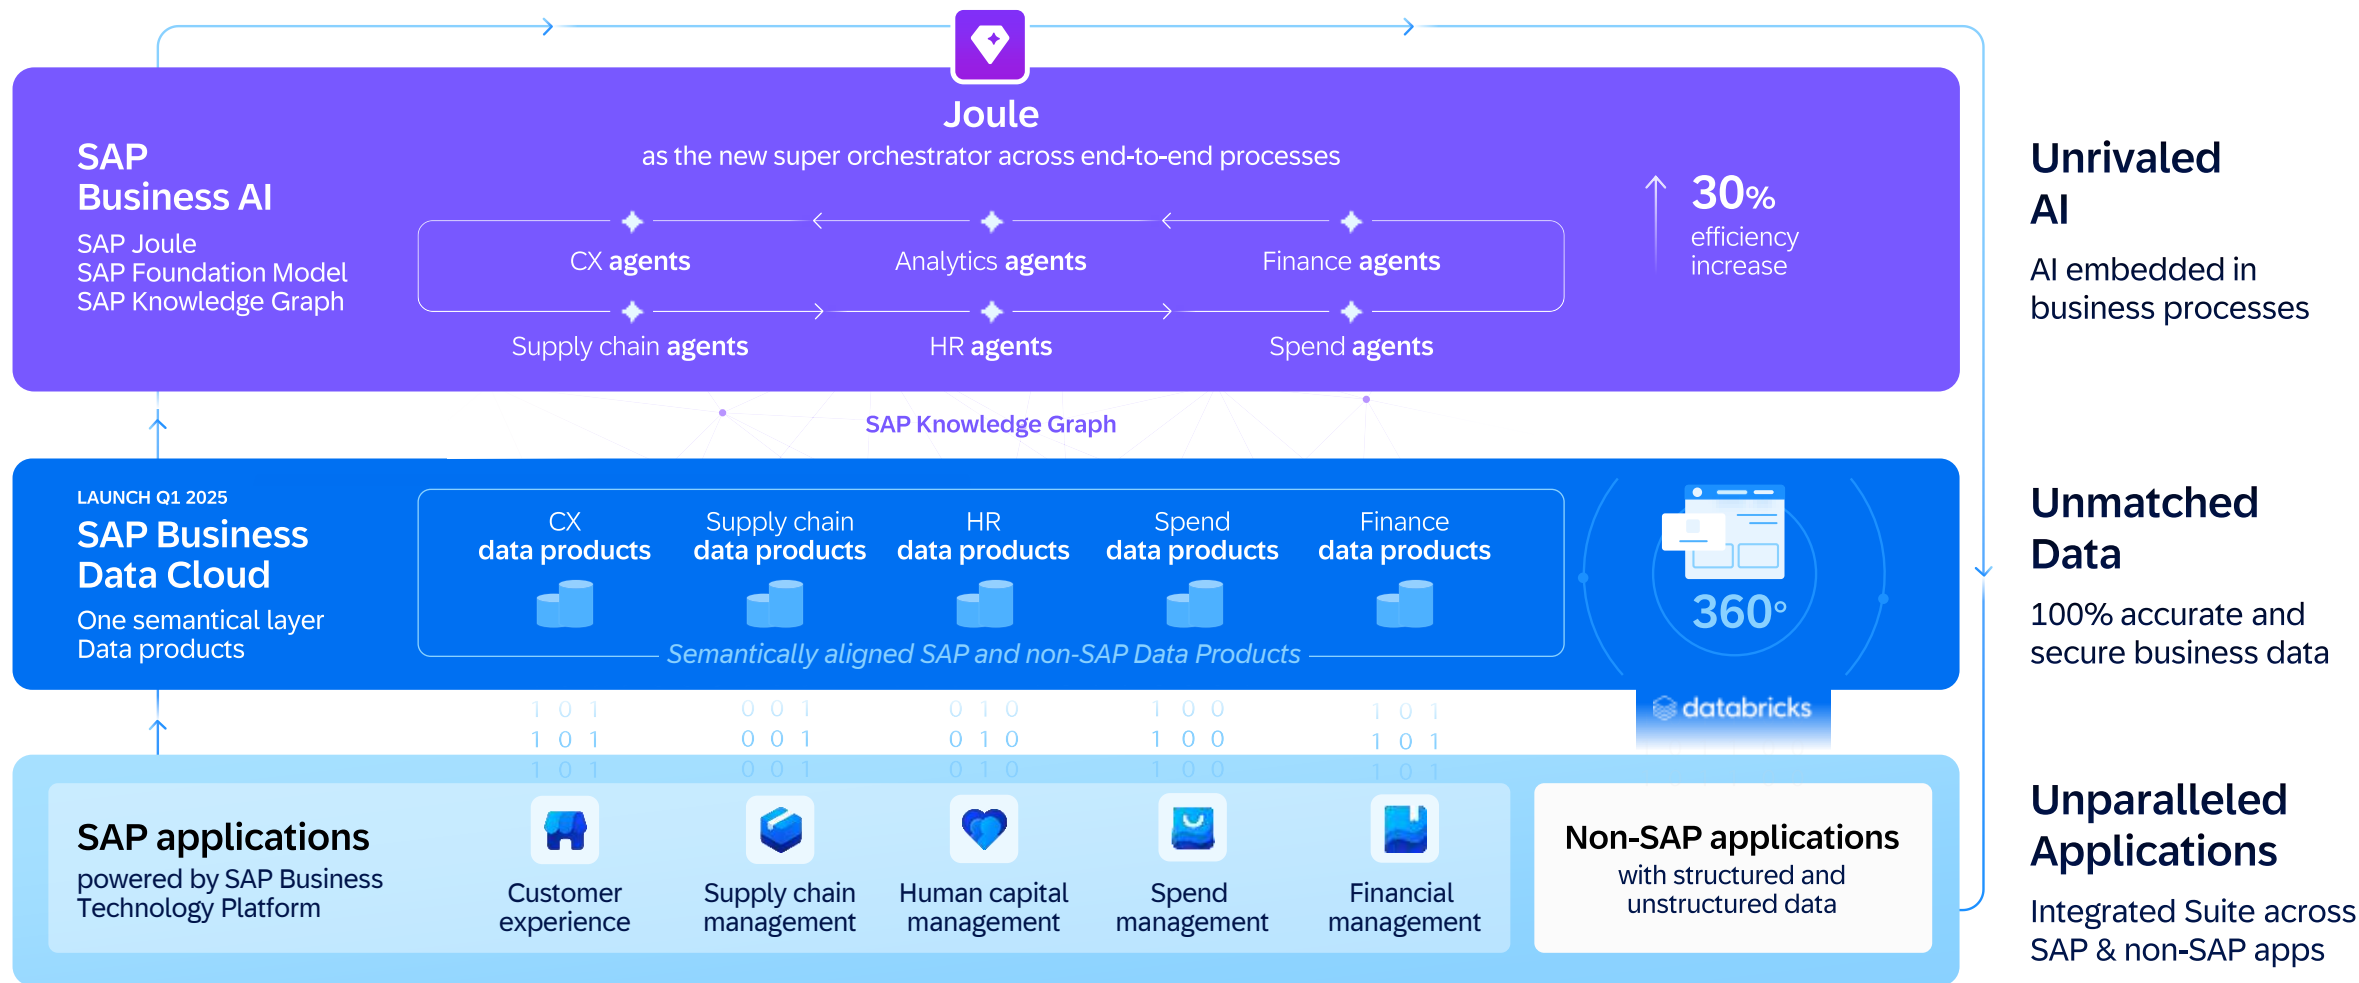 Joule
as the new super orchestrator across end-to-end processes
SAP
Business AI
SAP Joule
SAP Foundation Model
SAP Knowledge Graph
CX agents
Analytics agents
Finance agents
Supply chain agents
HR agents
Spend agents
30%
efficiency
increase
Unrivaled
AI
AI embedded in
business processes
SAP Knowledge Graph
LAUNCH Q1 2025
SAP Business
Data Cloud
One semantical layer
Data products
CX
data products
Supply chain
data products
HR
data products
Spend
data products
Finance
data products
Semantically aligned SAP and non-SAP Data Products
360°
databricks
Unmatched
Data
100% accurate and
secure business data
1 0 1
0 0 1
0 1 0
1 0 0
1 0 1
1 0 1
0 0 1
0 1 0
1 0 0
1 0 1
1 0 1
0 0 1
0 1 0
1 0 0
1 0 1
SAP applications
powered by SAP Business
Technology Platform
Customer
experience
Supply chain
management
Human capital
management
Spend
management
Financial
management
Non-SAP applications
with structured and
unstructured data
Unparalleled
Applications
Integrated Suite across
SAP & non-SAP apps